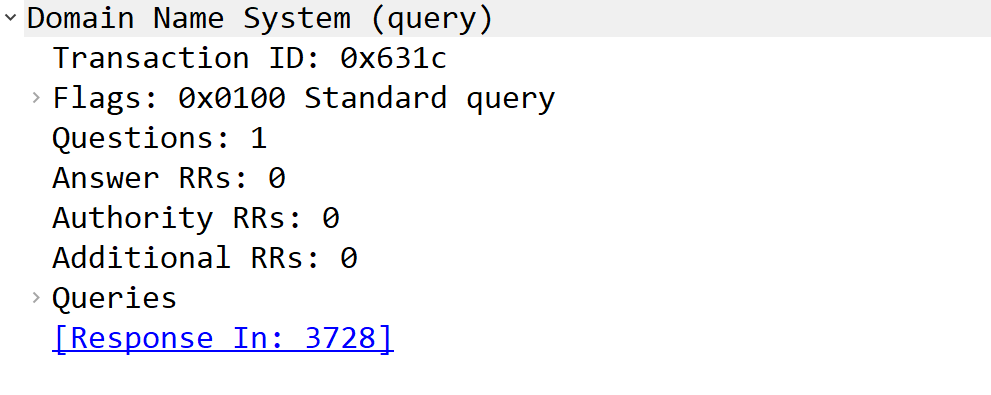 Domain Name System (query)
Transaction ID: 0x631c
Flags: 0x0100 Standard query
Questions: 1
Answer RRs: 0
Authority RRs: 0
Additional RRs: 0
Queries
[Response In: 3728]